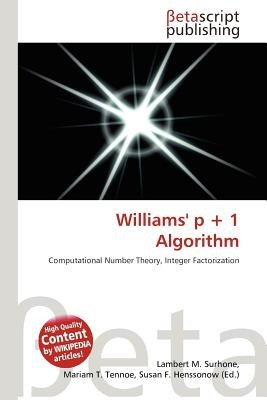 βetascript
publishing
Williams' p + 1
Algorithm
Computational Number Theory, Integer Factorization
High Quality
Content
by WIKIPEDIA
articles!
Lambert M. Surhone,
Mariam T. Tennoe, Susan F. Henssonow (Ed.)
βeta